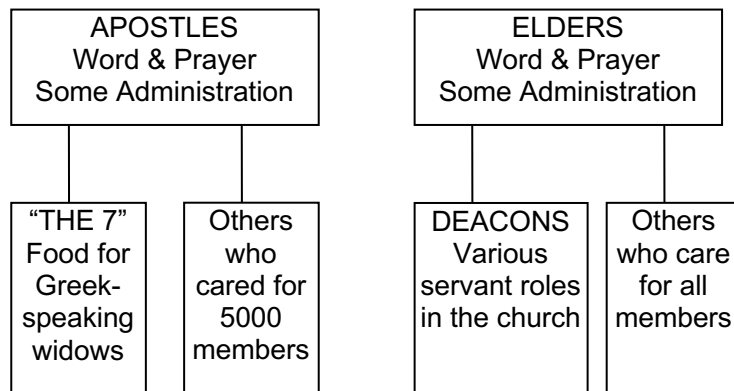 APOSTLES
Word & Prayer
Some Administration
ELDERS
Word & Prayer
Some Administration
“THE 7”
Food for
Greek-
speaking
widows
Others
who
cared for
5000
members
DEACONS
Various
servant roles
in the church
Others
who care
for all
members